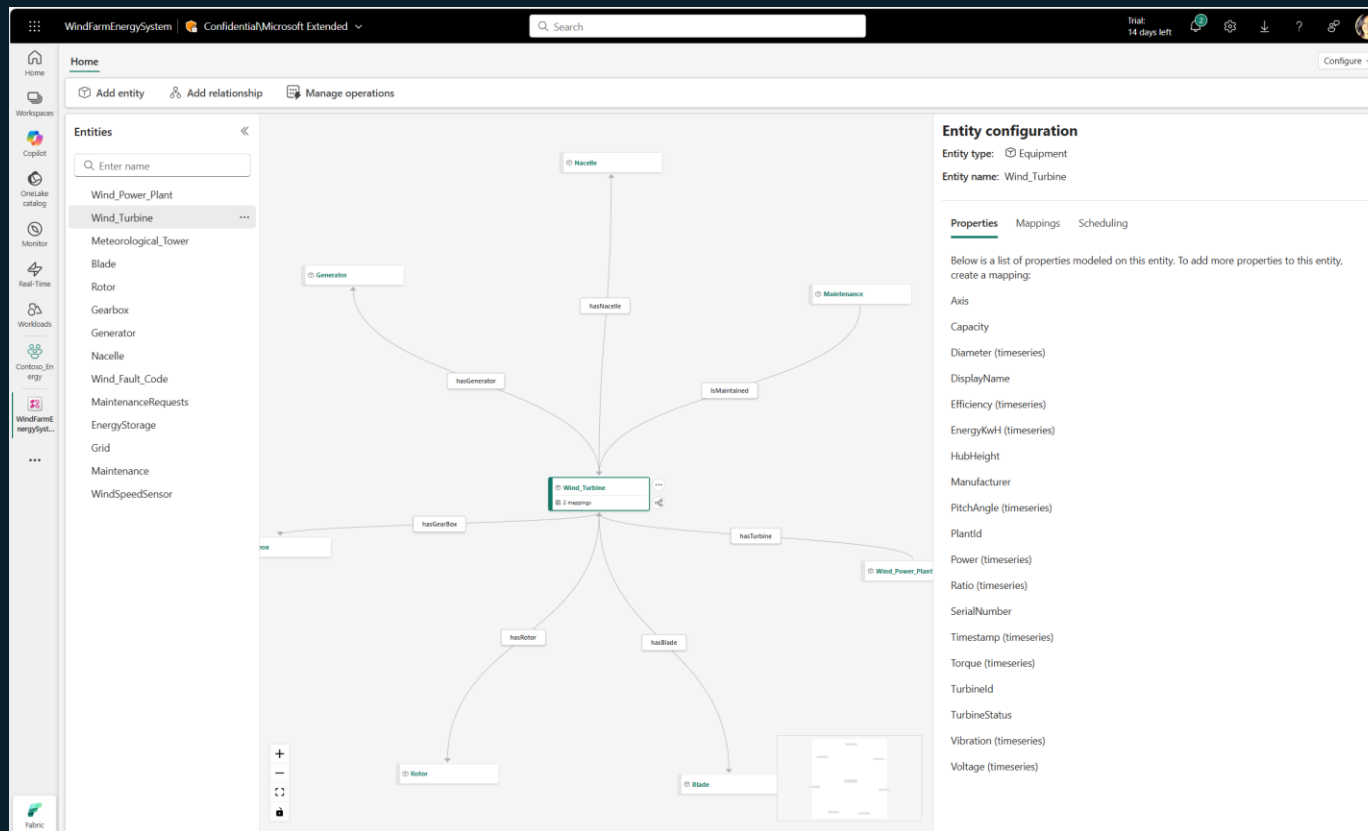 WindFarmEnergySystem
Confidential\Microsoft Extended
Search
Trial:
14 days left
2
?
Home
Workspaces
Copilot
OneLake
catalog
Monitor
Real-Time
Workloads
Contoso_En
ergy
WindFarmE
nergySyst...
Fabric
Home
Configure
Add entity
Add relationship
Manage operations
Entities
Enter name
Wind_Power_Plant
Wind_Turbine
Meteorological_Tower
Blade
Rotor
Gearbox
Generator
Nacelle
Wind_Fault_Code
MaintenanceRequests
EnergyStorage
Grid
Maintenance
WindSpeedSensor
Nacelle
Generator
Maintenance
hasNacelle
hasGenerator
IsMaintained
Wind_Turbine
2 mappings
hasGearBox
hasTurbine
box
Wind_Power_Plant
hasRotor
hasBlade
Rotor
Blade
Entity configuration
Entity type: Equipment
Entity name: Wind_Turbine
Properties Mappings Scheduling
Below is a list of properties modeled on this entity. To add more properties to this entity,
create a mapping:
Axis
Capacity
Diameter (timeseries)
DisplayName
Efficiency (timeseries)
EnergyKwH (timeseries)
HubHeight
Manufacturer
PitchAngle (timeseries)
PlantId
Power (timeseries)
Ratio (timeseries)
SerialNumber
Timestamp (timeseries)
Torque (timeseries)
TurbineId
TurbineStatus
Vibration (timeseries)
Voltage (timeseries)